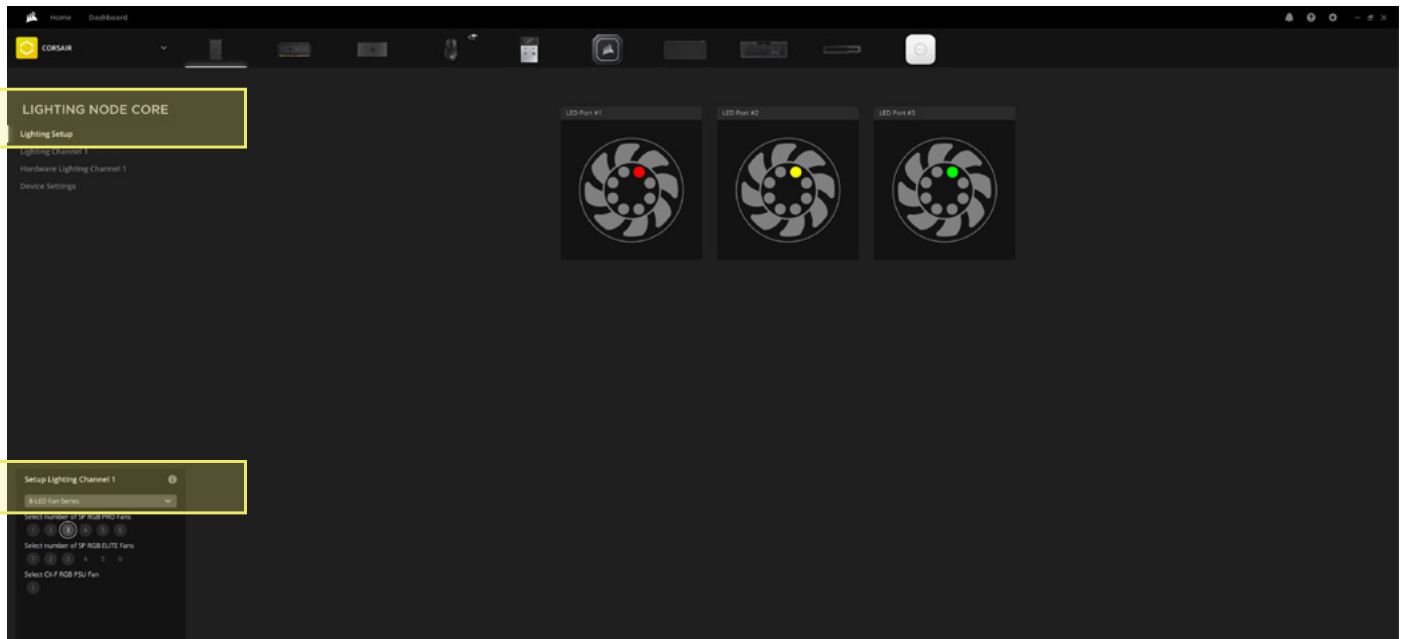 Home Dashboard
CORSAIR
LIGHTING NODE CORE
Lighting Setup
Lighting Channel 1
Hardware Lighting Channel 1
Device Settings
LED Port #1 LED Port #2 LED Port #3
Setup Lighting Channel 1
8-LED Fan Series
Select number of SP RGB PRO Fans
1 2 3 4 5 6
Select number of SP RGB ELITE Fans
1 2 3 4 5 6
Select CX-F RGB PSU Fan
1